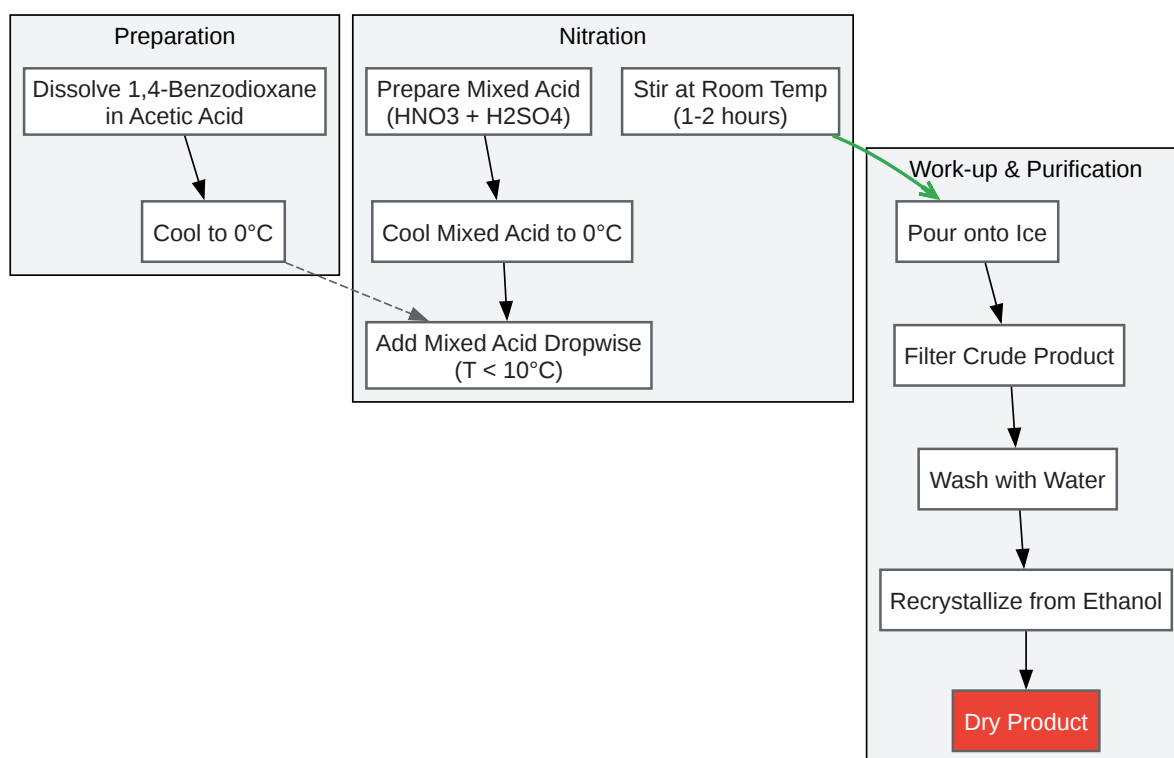 Preparation
Dissolve 1,4-Benzodioxane
in Acetic Acid
Cool to 0°C
Nitration
Prepare Mixed Acid
(HNO3 + H2SO4)
Stir at Room Temp
(1-2 hours)
Cool Mixed Acid to 0°C
Add Mixed Acid Dropwise
(T < 10°C)
Work-up & Purification
Pour onto Ice
Filter Crude Product
Wash with Water
Recrystallize from Ethanol
Dry Product